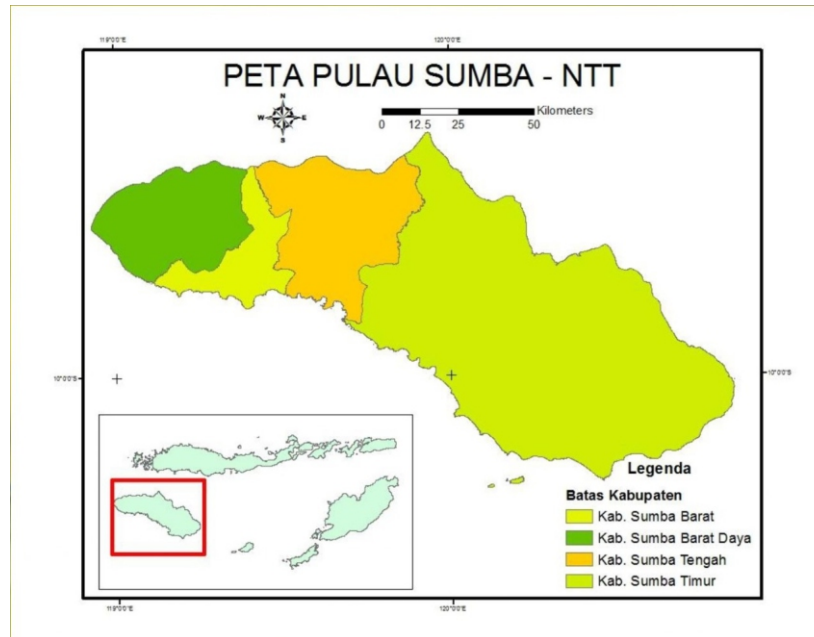 119°0'0"E
120°0'0"E
PETA PULAU SUMBA - NTT
N
W E
S
Kilometers
0 12.5 25 50
10°0'0"S
10°0'0"S
Legenda
Batas Kabupaten
Kab. Sumba Barat
Kab. Sumba Barat Daya
Kab. Sumba Tengah
Kab. Sumba Timur
119°0'0"E
120°0'0"E